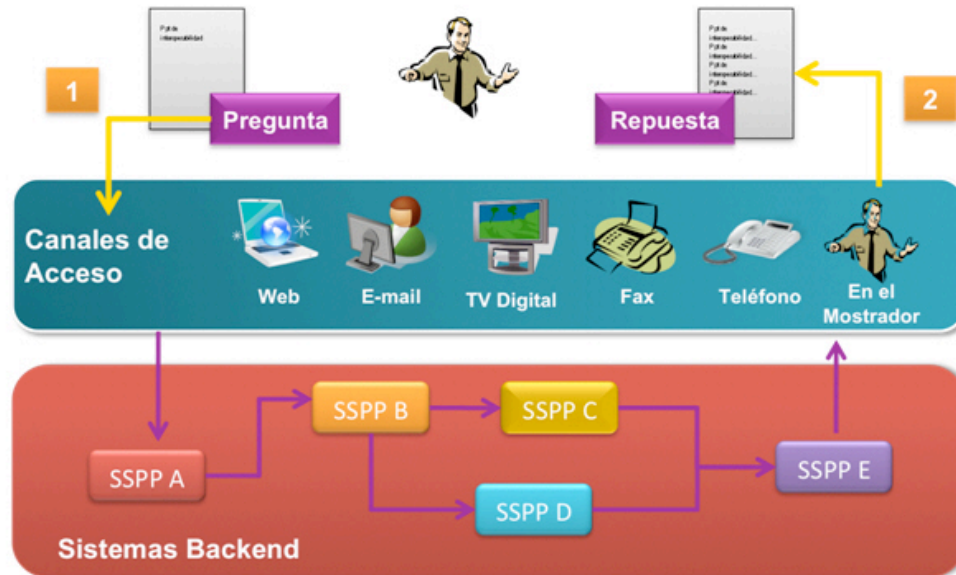 1
Pregunta
Repuesta
2
Canales de
Acceso
Web
E-mail
TV Digital
Fax
Teléfono
En el
Mostrador
SSPP A
SSPP B
SSPP C
SSPP D
SSPP E
Sistemas Backend